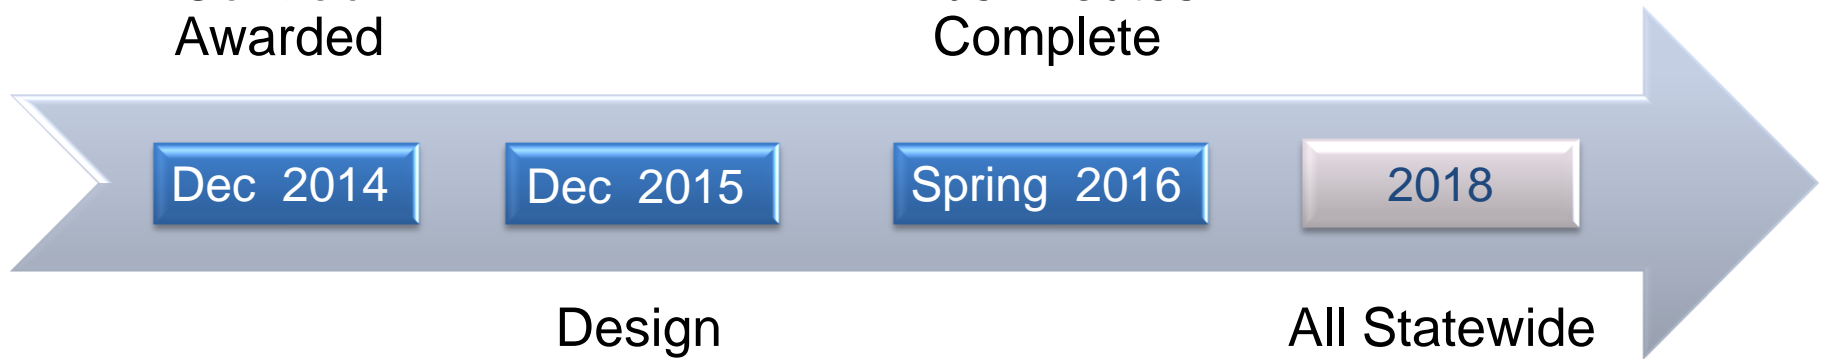 Awarded
Complete
Dec 2014
Dec 2015
Spring 2016
2018
Design
All Statewide